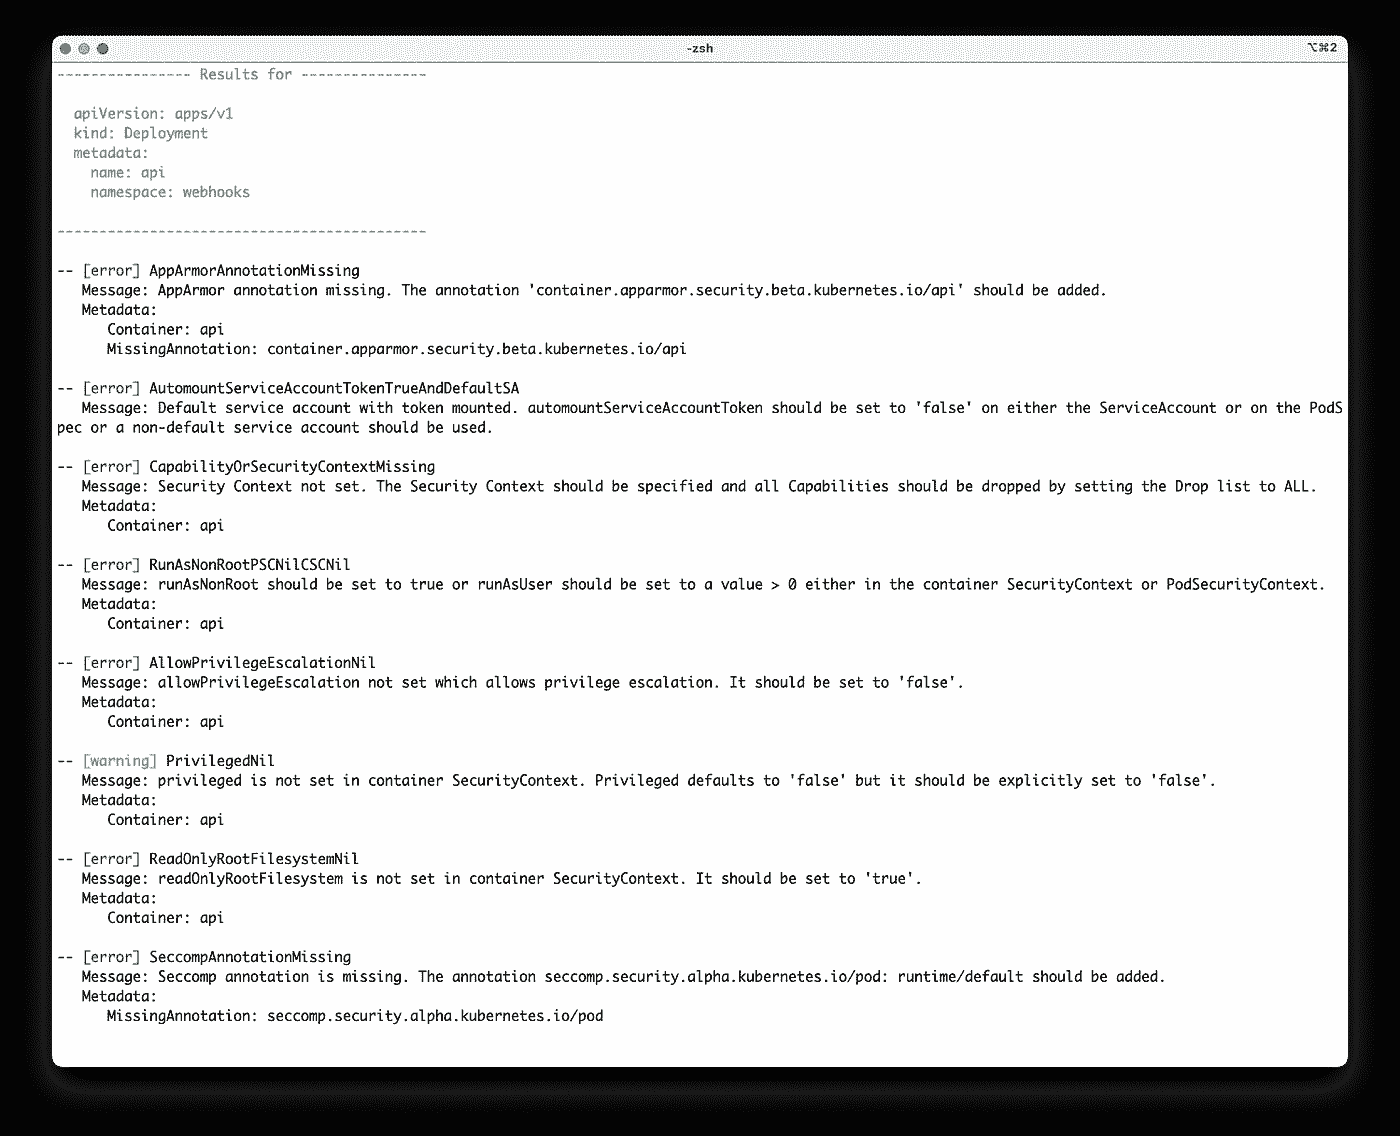 -zsh
⌥⌘2
---------------- Results for ---------------
apiVersion: apps/v1
kind: Deployment
metadata:
name: api
namespace: webhooks
--------------------------------------------
-- [error] AppArmorAnnotationMissing
Message: AppArmor annotation missing. The annotation 'container.apparmor.security.beta.kubernetes.io/api' should be added.
Metadata:
Container: api
MissingAnnotation: container.apparmor.security.beta.kubernetes.io/api
-- [error] AutomountServiceAccountTokenTrueAndDefaultSA
Message: Default service account with token mounted. automountServiceAccountToken should be set to 'false' on either the ServiceAccount or on the PodS
pec or a non-default service account should be used.
-- [error] CapabilityOrSecurityContextMissing
Message: Security Context not set. The Security Context should be specified and all Capabilities should be dropped by setting the Drop list to ALL.
Metadata:
Container: api
-- [error] RunAsNonRootPSCNilCSCNil
Message: runAsNonRoot should be set to true or runAsUser should be set to a value > 0 either in the container SecurityContext or PodSecurityContext.
Metadata:
Container: api
-- [error] AllowPrivilegeEscalationNil
Message: allowPrivilegeEscalation not set which allows privilege escalation. It should be set to 'false'.
Metadata:
Container: api
-- [warning] PrivilegedNil
Message: privileged is not set in container SecurityContext. Privileged defaults to 'false' but it should be explicitly set to 'false'.
Metadata:
Container: api
-- [error] ReadOnlyRootFilesystemNil
Message: readOnlyRootFilesystem is not set in container SecurityContext. It should be set to 'true'.
Metadata:
Container: api
-- [error] SeccompAnnotationMissing
Message: Seccomp annotation is missing. The annotation seccomp.security.alpha.kubernetes.io/pod: runtime/default should be added.
Metadata:
MissingAnnotation: seccomp.security.alpha.kubernetes.io/pod